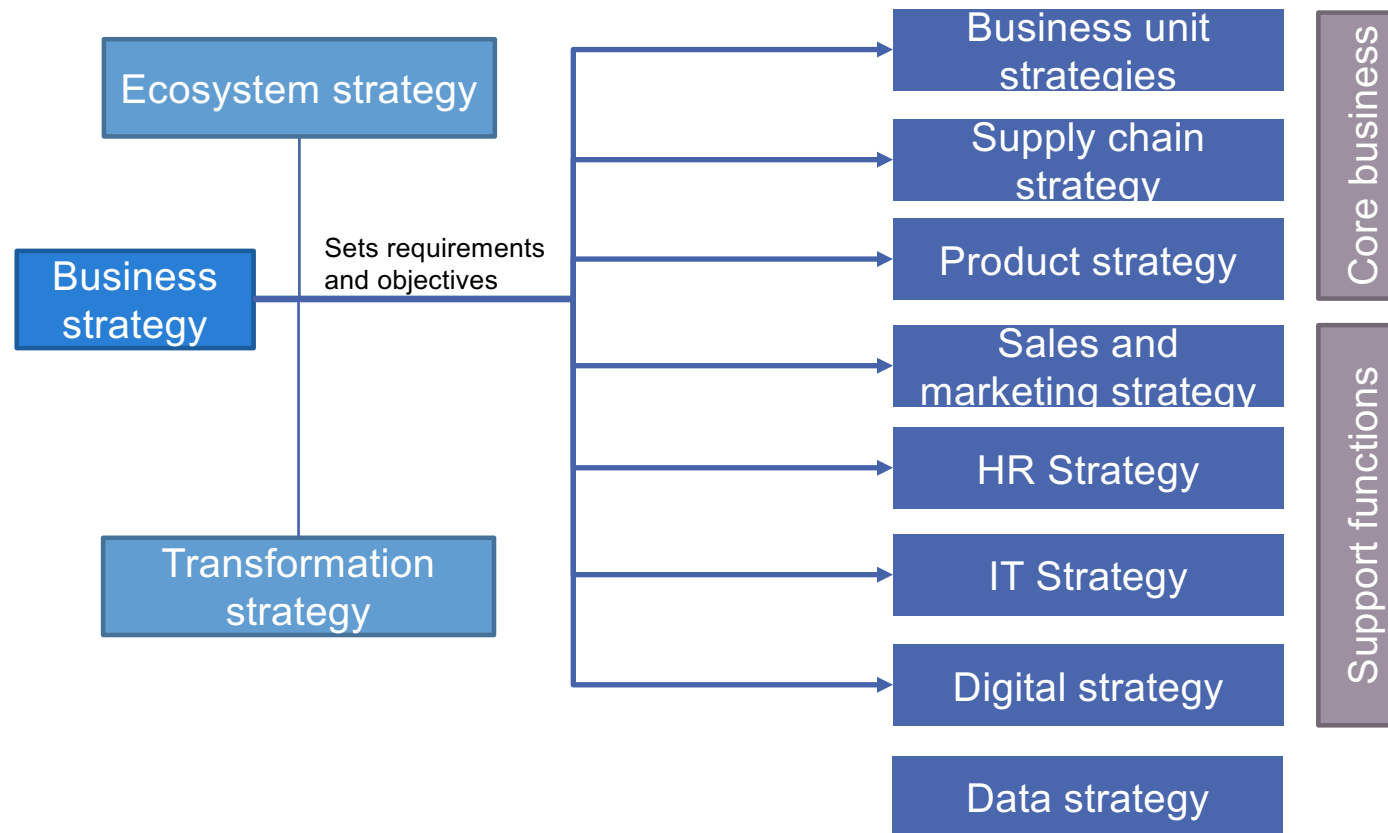 Ecosystem strategy
Business
strategy
Sets requirements
and objectives
Transformation
strategy
Business unit
strategies
Supply chain
strategy
Product strategy
Sales and
marketing strategy
HR Strategy
IT Strategy
Digital strategy
Data strategy
Core business
Support functions